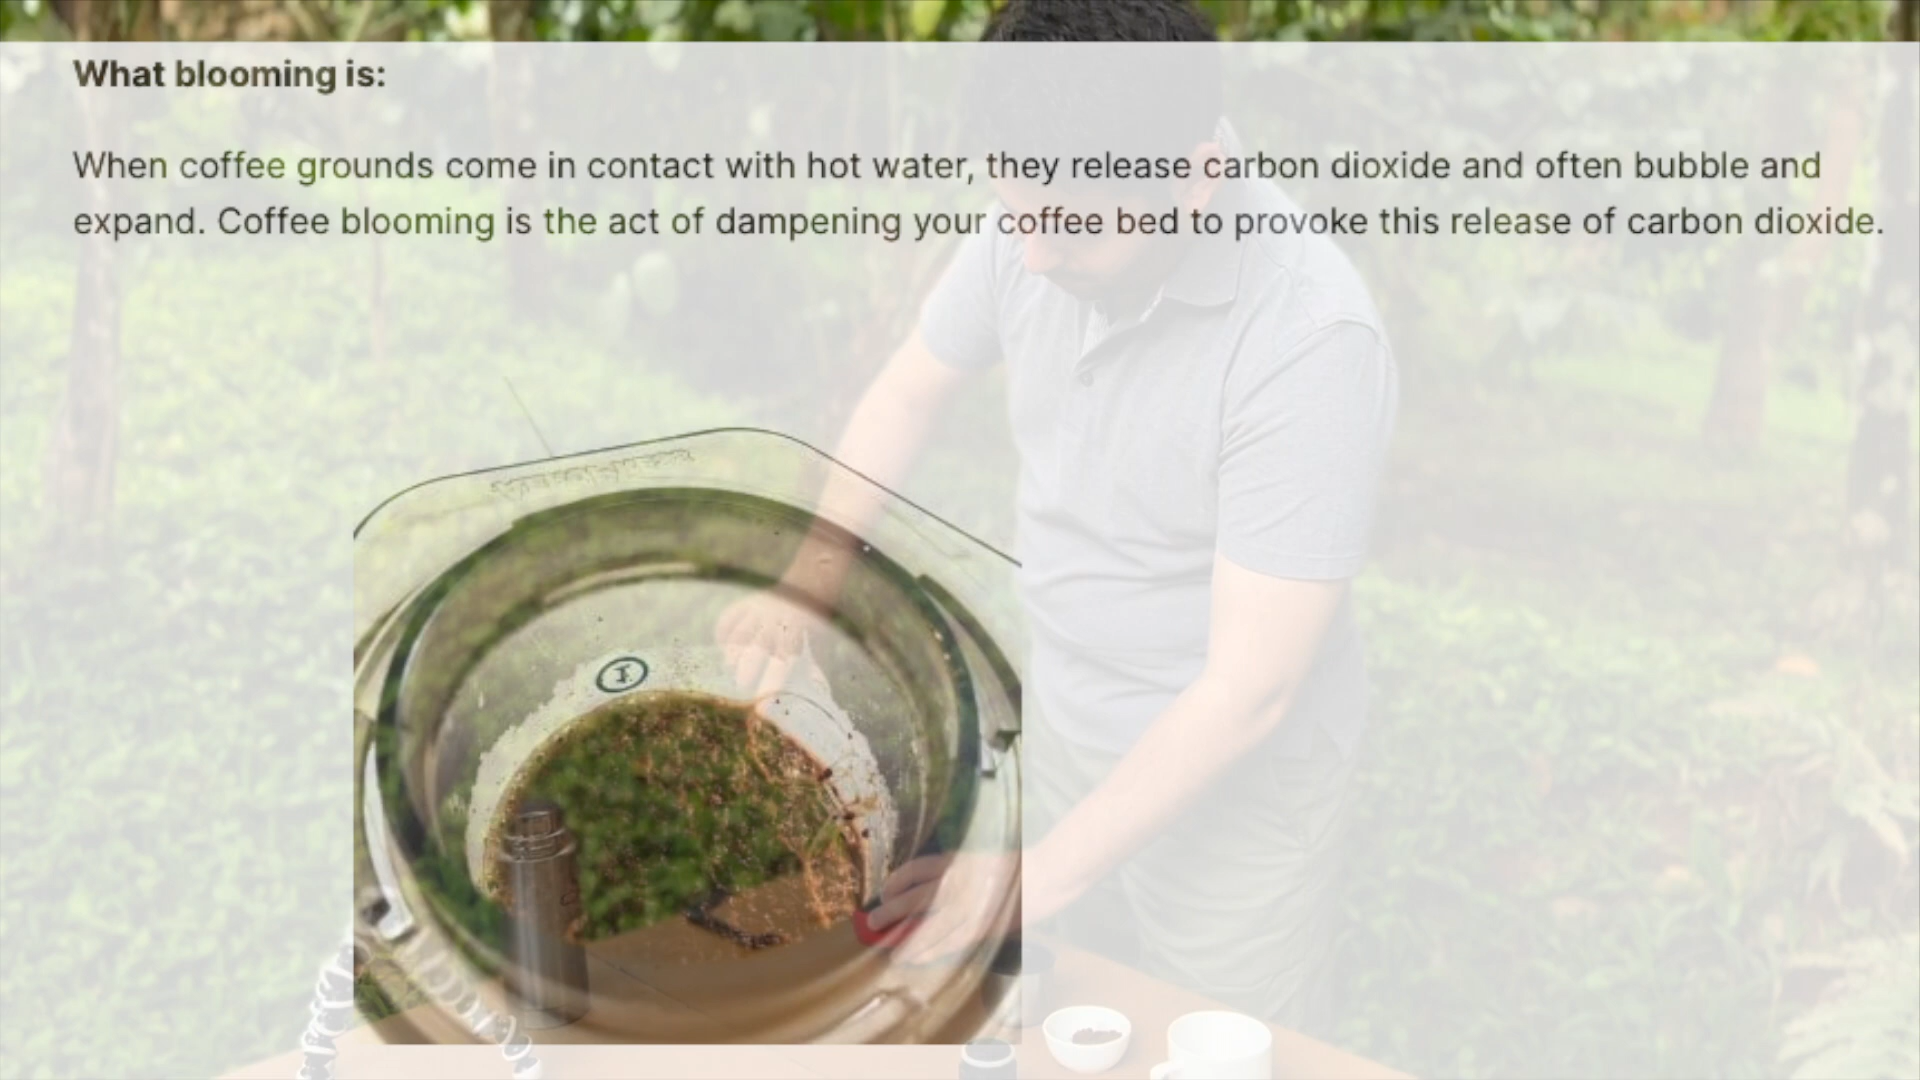 What blooming is:
When coffee grounds come in contact with hot water, they release carbon dioxide and often bubble and
expand. Coffee blooming is the act of dampening your coffee bed to provoke this release of carbon dioxide.